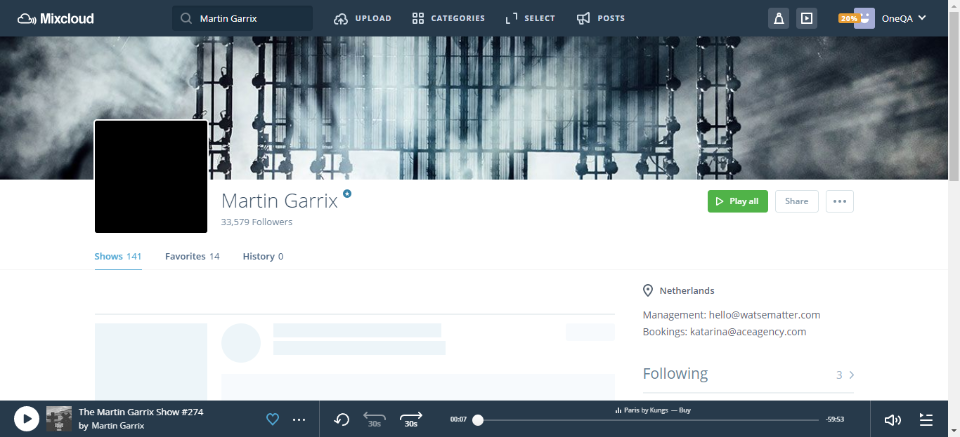 Mixcloud
Martin Garrix
UPLOAD
CATEGORIES
SELECT
POSTS
20%
OneQA
Martin Garrix
33,579 Followers
Play all
Share
Shows 141
Favorites 14
History 0
Netherlands
Management: hello@watsematter.com
Bookings: katarina@aceagency.com
Following
3
The Martin Garrix Show #274
by Martin Garrix
30s
30s
00:07
Paris by Kungs — Buy
-59:53